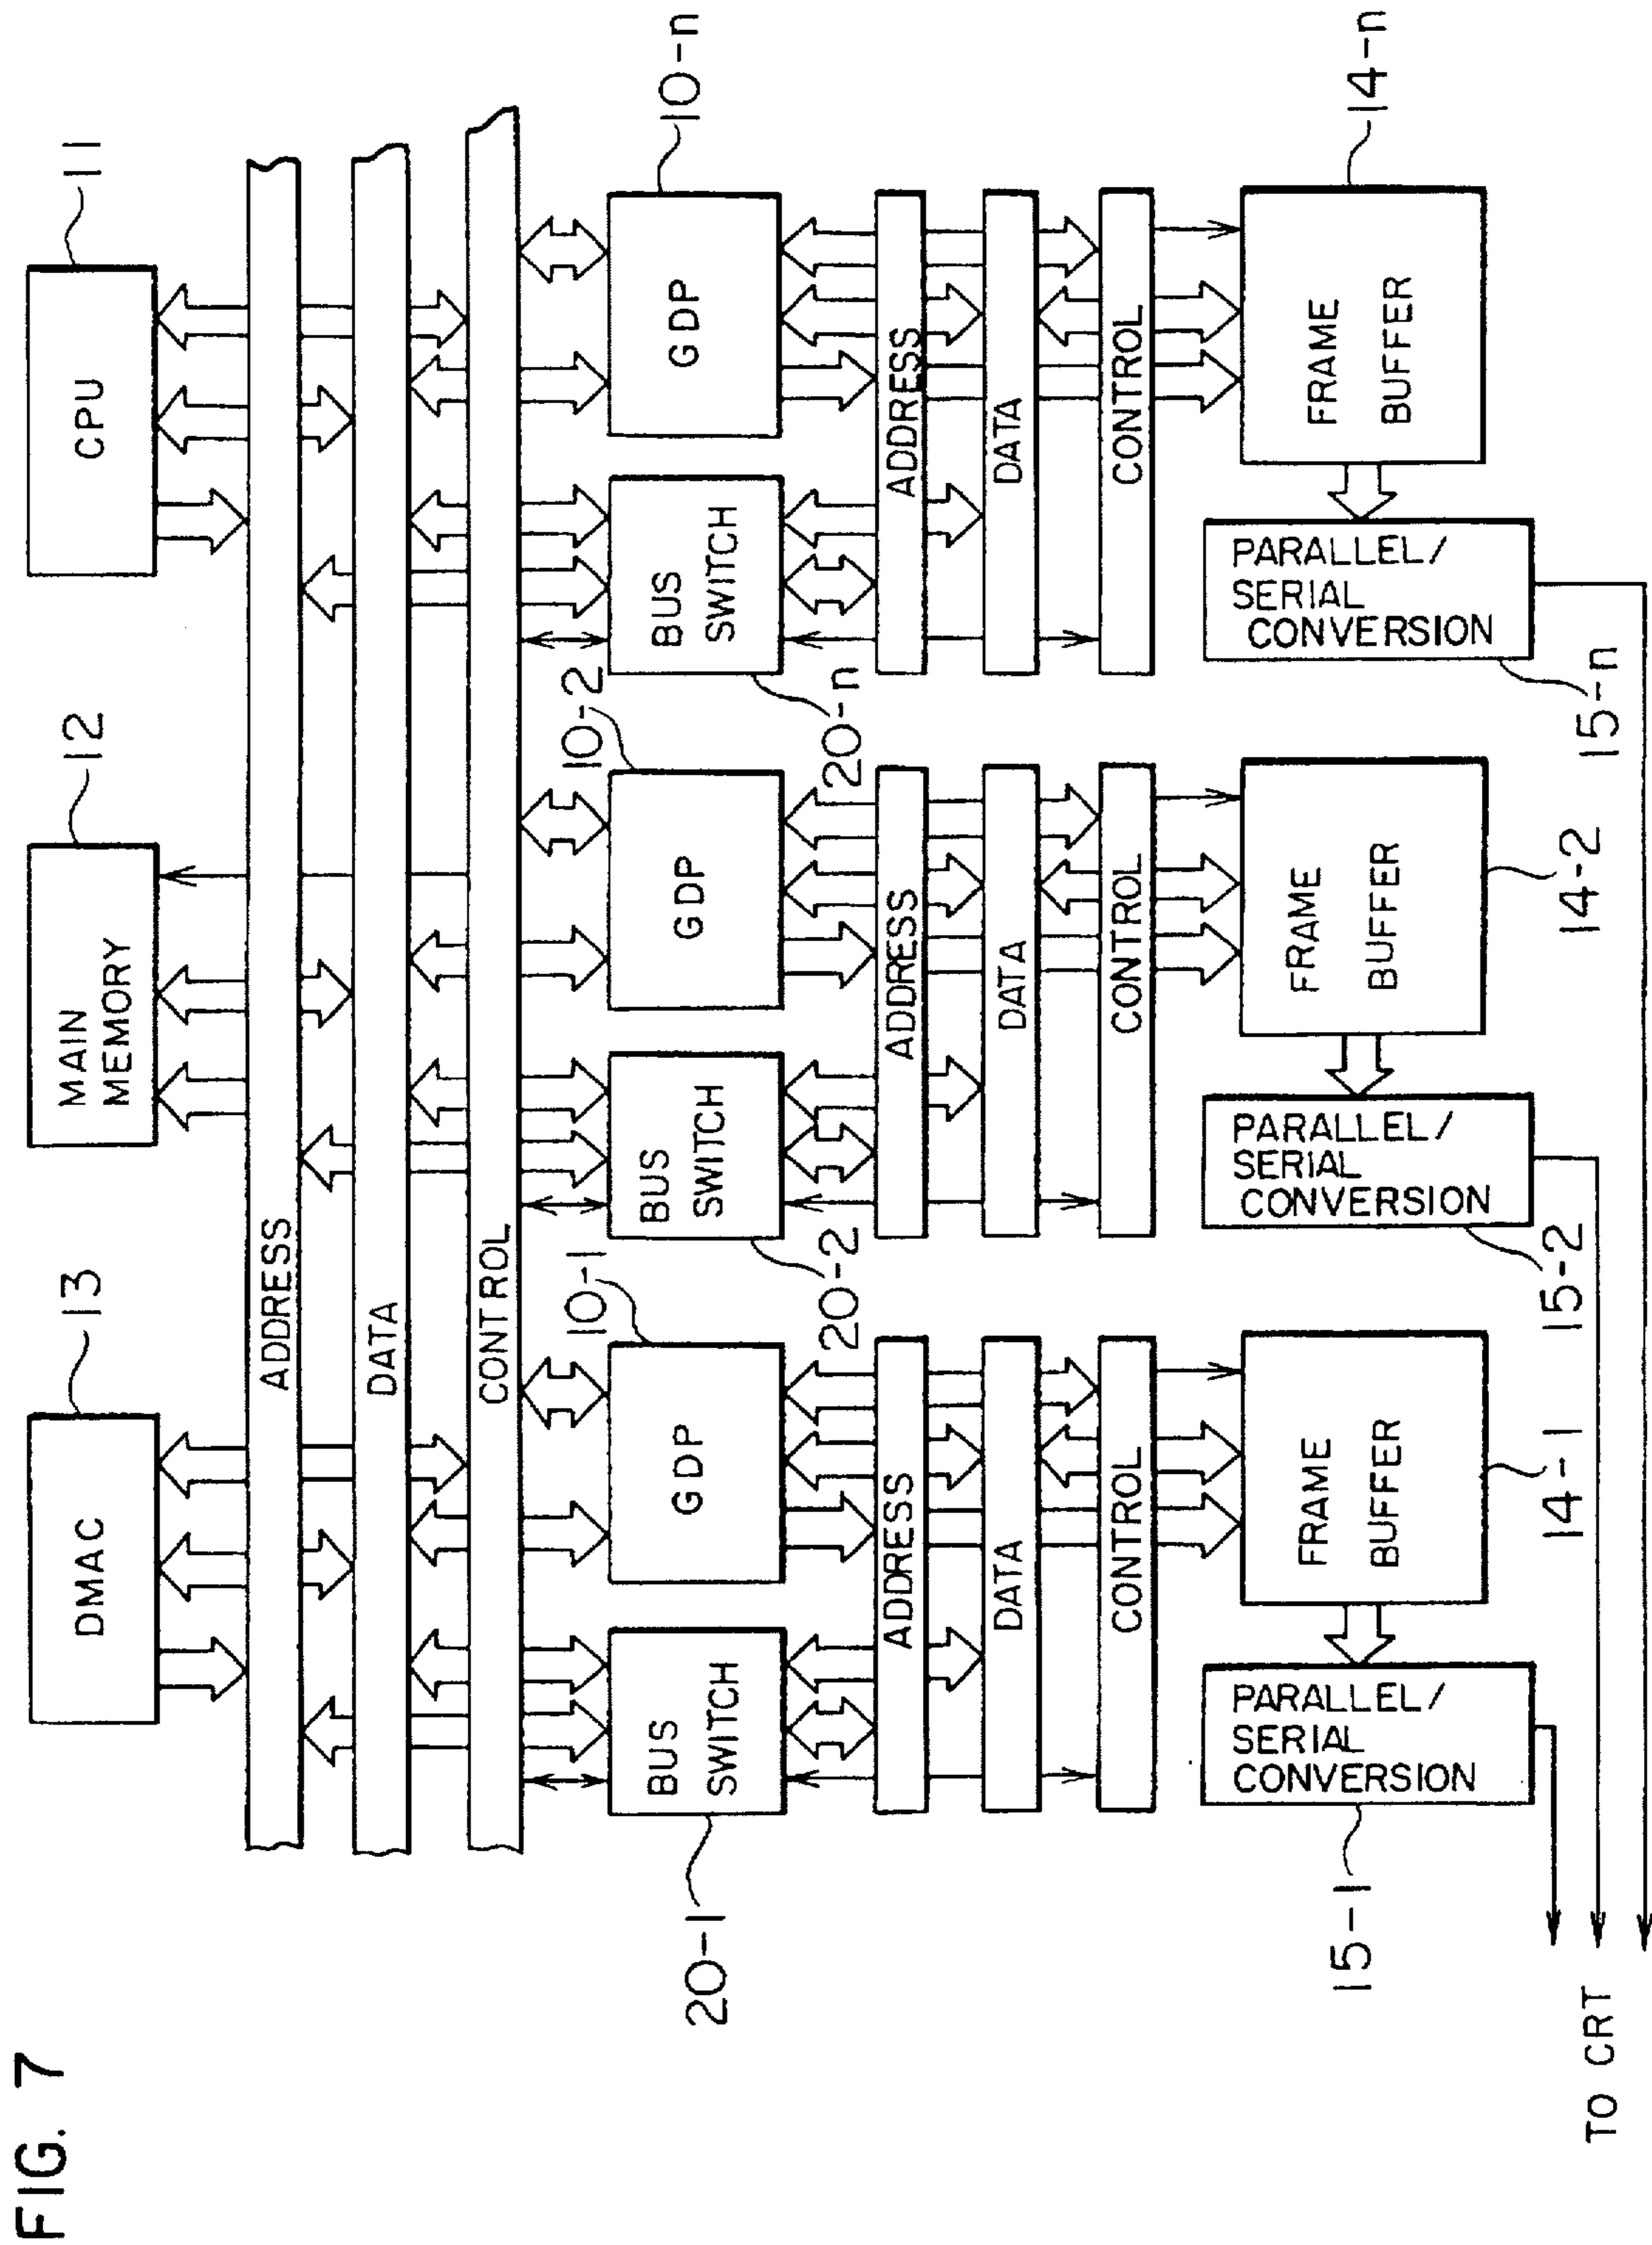 FIG. 7
13
12
11
DMAC
MAIN
MEMORY
CPU
ADDRESS
DATA
CONTROL
20-1
BUS
SWITCH
10-1
GDP
20-2
BUS
SWITCH
10-2
GDP
20-n
BUS
SWITCH
10-n
GDP
ADDRESS
DATA
CONTROL
ADDRESS
DATA
CONTROL
ADDRESS
DATA
CONTROL
15-1
PARALLEL/
SERIAL
CONVERSION
FRAME
BUFFER
14-1
15-2
PARALLEL/
SERIAL
CONVERSION
FRAME
BUFFER
14-2
15-n
PARALLEL/
SERIAL
CONVERSION
FRAME
BUFFER
14-n
TO CRT